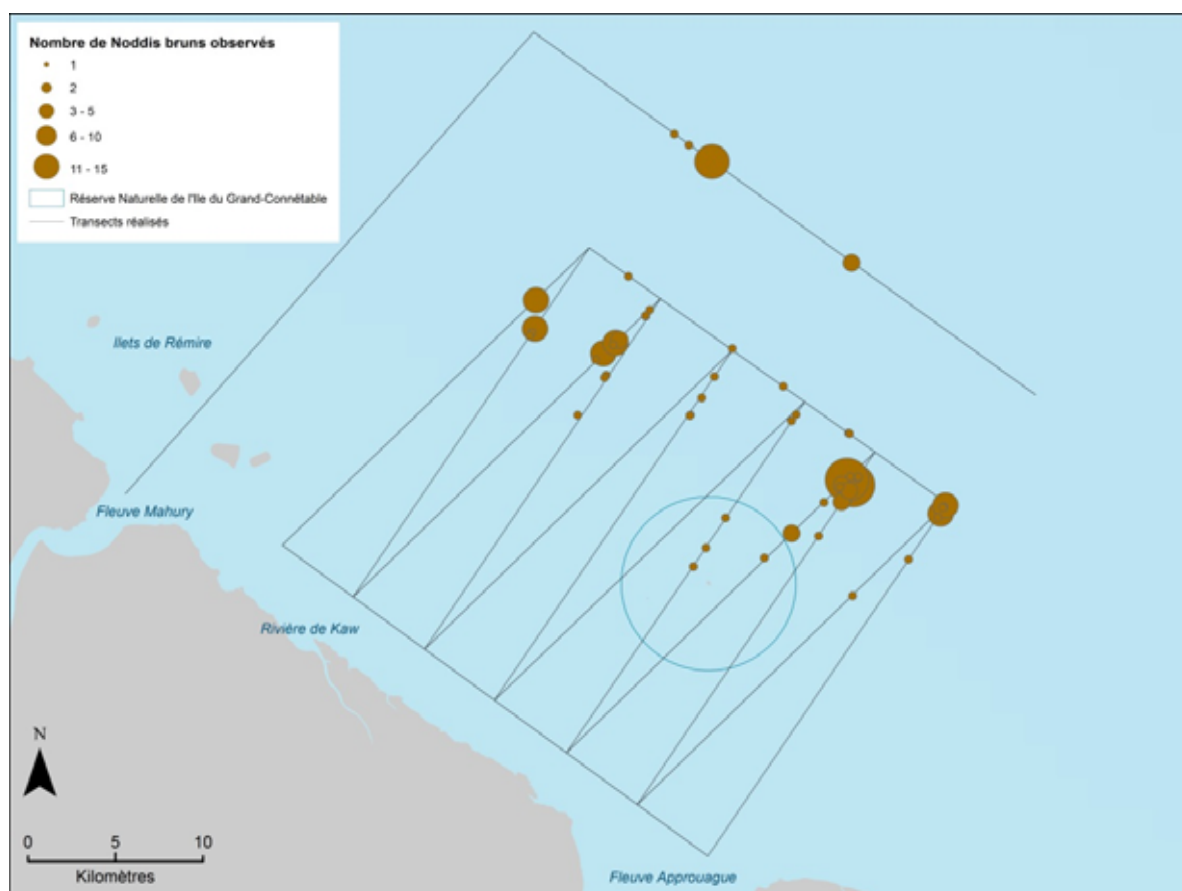 Nombre de Noddis bruns observés
1
2
3 - 5
6 - 10
11 - 15
Réserve Naturelle de l'Ile du Grand-Connétable
Transects réalisés
Ilets de Rémire
Fleuve Mahury
Rivière de Kaw
N
0 5 10
Kilomètres
Fleuve Approuague